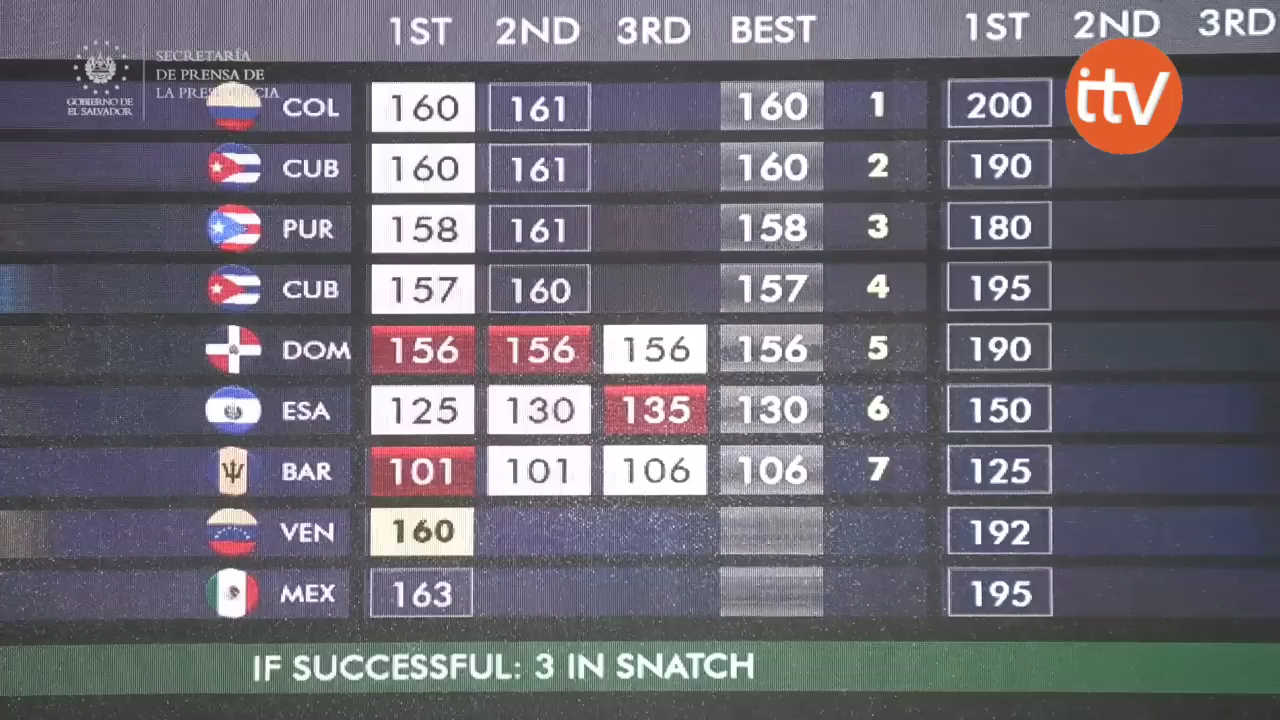 1ST 2ND 3RD BEST 1ST 2ND 3RD
SECRETARÍA
DE PRENSA DE
LA PRESIDENCIA
GOBIERNO DE
EL SALVADOR
itv
COL 160 161 160 1 200
CUB 160 161 160 2 190
PUR 158 161 158 3 180
CUB 157 160 157 4 195
DOM 156 156 156 156 5 190
ESA 125 130 135 130 6 150
BAR 101 101 106 106 7 125
VEN 160 192
MEX 163 195
IF SUCCESSFUL: 3 IN SNATCH